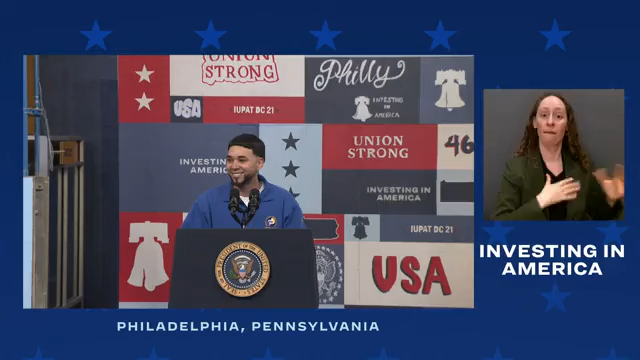 UNION
STRONG
Philly
USA
IUPAT DC 21
INVESTING IN
AMERICA
INVESTING IN
AMERICA
UNION
STRONG
46
INVESTING IN
AMERICA
IUPAT DC 21
USA
INVESTING IN
AMERICA
PHILADELPHIA, PENNSYLVANIA